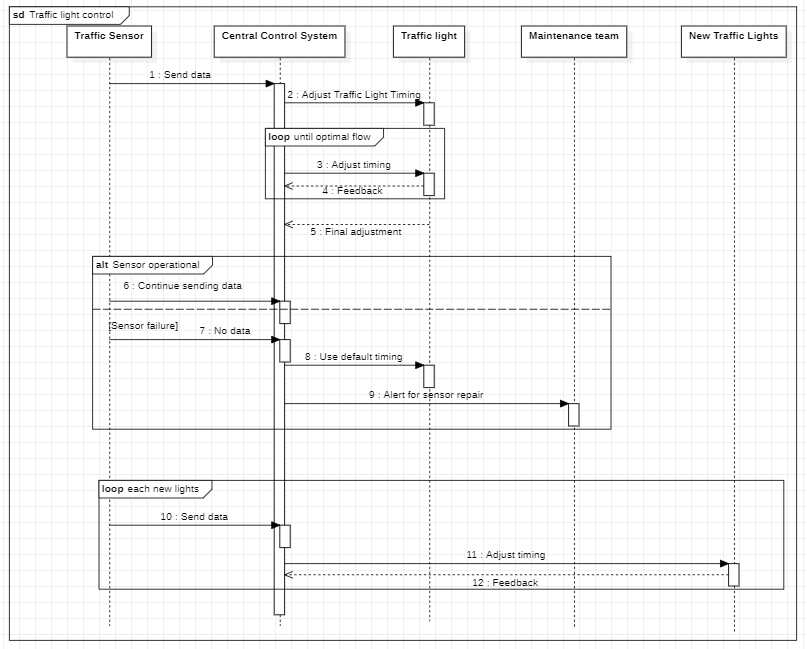 sd Traffic light control
Traffic Sensor
Central Control System
Traffic light
Maintenance team
New Traffic Lights
1 : Send data
2 : Adjust Traffic Light Timing
loop until optimal flow
3 : Adjust timing
4 : Feedback
5 : Final adjustment
alt Sensor operational
6 : Continue sending data
[Sensor failure]
7 : No data
8 : Use default timing
9 : Alert for sensor repair
loop each new lights
10 : Send data
11 : Adjust timing
12 : Feedback